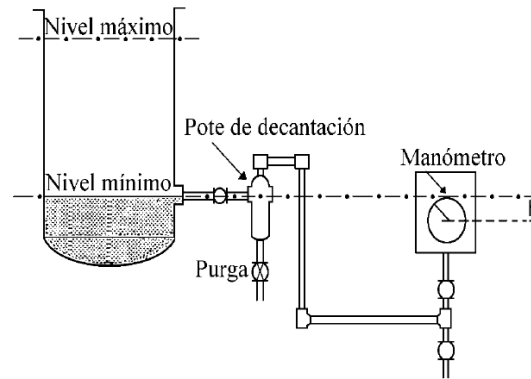 Nivel máximo
Pote de decantación
Nivel mínimo
Manómetro
Purga